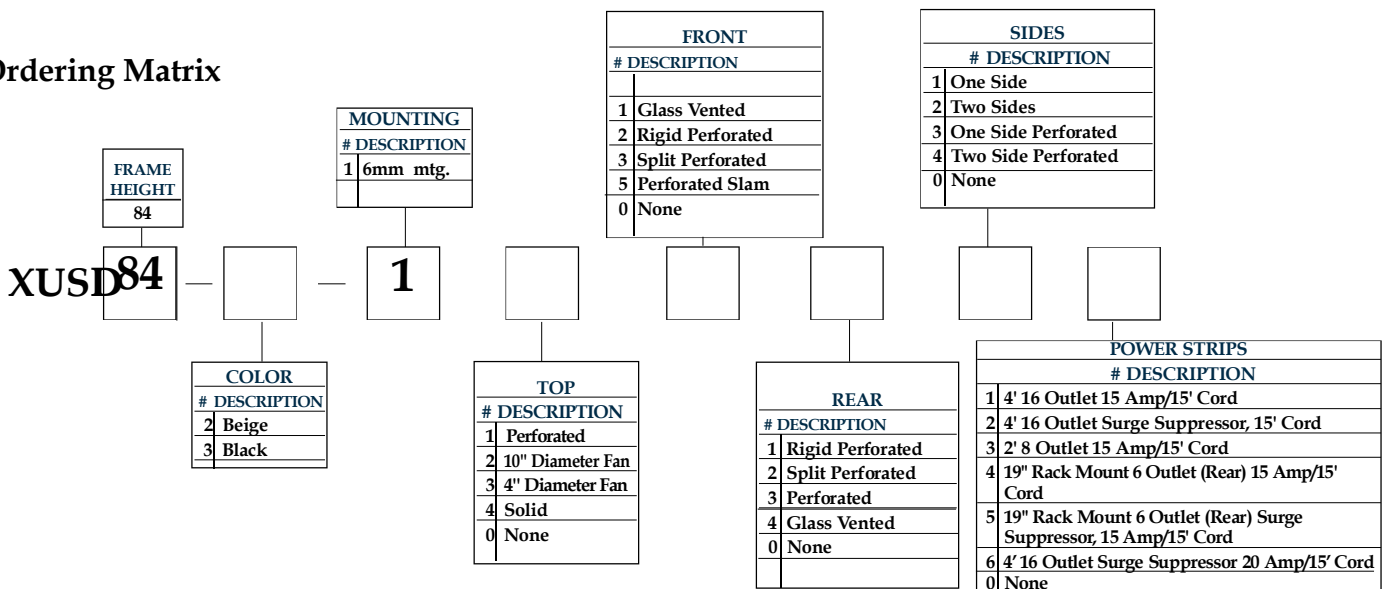 Ordering Matrix
FRAME
HEIGHT
84
MOUNTING
# DESCRIPTION
1 6mm mtg.
FRONT
# DESCRIPTION
1 Glass Vented
2 Rigid Perforated
3 Split Perforated
5 Perforated Slam
0 None
SIDES
# DESCRIPTION
1 One Side
2 Two Sides
3 One Side Perforated
4 Two Side Perforated
0 None
XUSD 84 — — 1
COLOR
# DESCRIPTION
2 Beige
3 Black
TOP
# DESCRIPTION
1 Perforated
2 10" Diameter Fan
3 4" Diameter Fan
4 Solid
0 None
REAR
# DESCRIPTION
1 Rigid Perforated
2 Split Perforated
3 Perforated
4 Glass Vented
0 None
POWER STRIPS
# DESCRIPTION
1 4' 16 Outlet 15 Amp/15' Cord
2 4' 16 Outlet Surge Suppressor, 15' Cord
3 2' 8 Outlet 15 Amp/15' Cord
4 19" Rack Mount 6 Outlet (Rear) 15 Amp/15'
Cord
5 19" Rack Mount 6 Outlet (Rear) Surge
Suppressor, 15 Amp/15' Cord
6 4’ 16 Outlet Surge Suppressor 20 Amp/15’ Cord
0 None